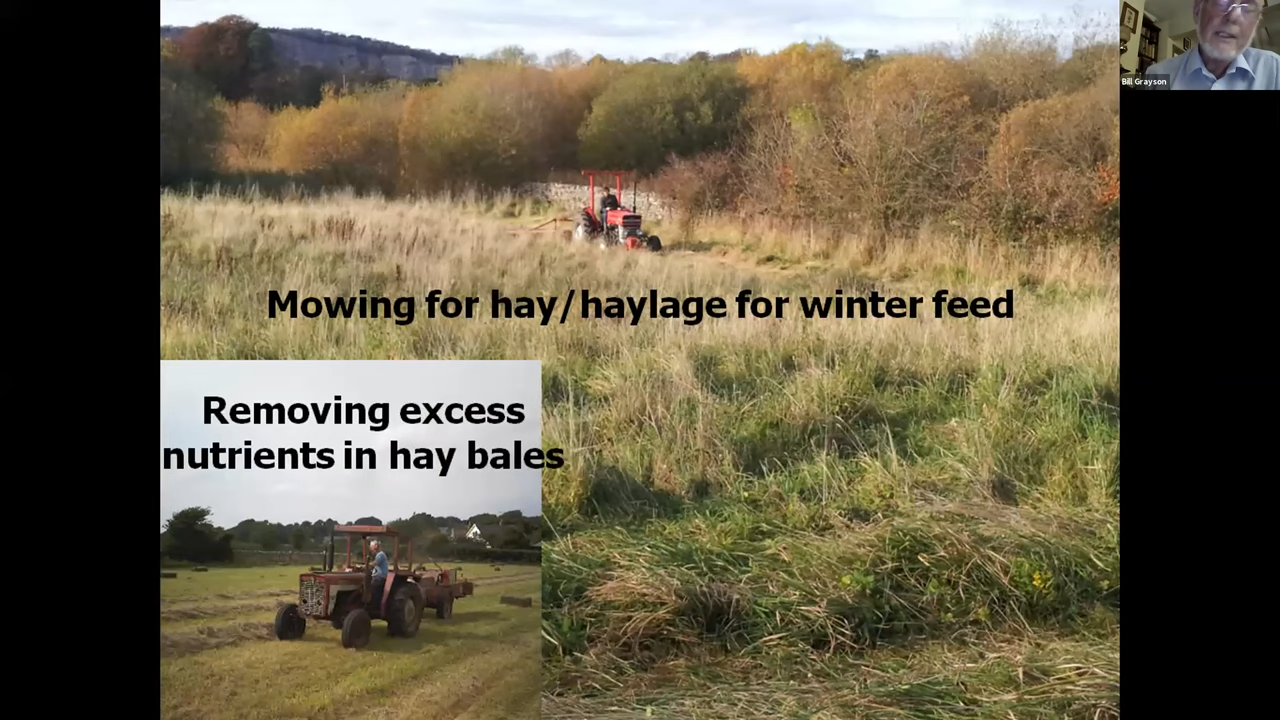 Bill Grayson
Mowing for hay/haylage for winter feed
Removing excess
nutrients in hay bales